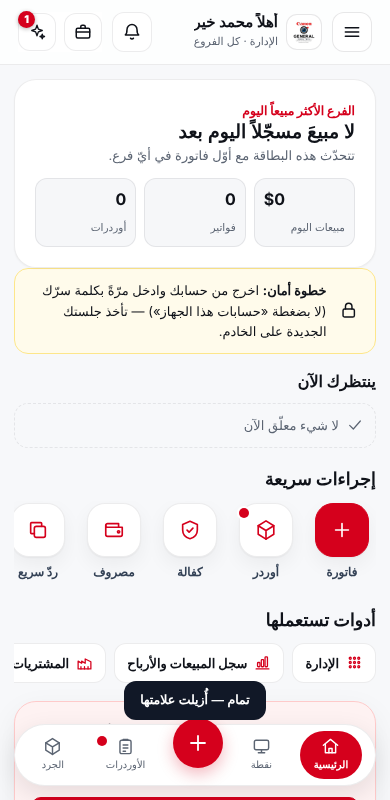 أهلاً محمد خير
الإدارة · كل الفروع
Canon
GENERAL
1
الفرع الأكثر مبيعاً اليوم
لا مبيعَ مسجّلاً اليوم بعد
تتحدّث هذه البطاقة مع أوّل فاتورة في أيّ فرع.
$0
مبيعات اليوم
0
فواتير
0
أوردرات
خطوة أمان: اخرج من حسابك وادخل مرّةً بكلمة سرّك
(لا بضغطة «حسابات هذا الجهاز») — تأخذ جلستك
الجديدة على الخادم.
ينتظرك الآن
لا شيء معلّق الآن
إجراءات سريعة
فاتورة
أوردر
كفالة
مصروف
ردّ سريع
أدوات تستعملها
الإدارة
سجل المبيعات والأرباح
المشتريات
تمام — أُزيلت علامتها
الرئيسية
نقطة
الأوردرات
الجرد